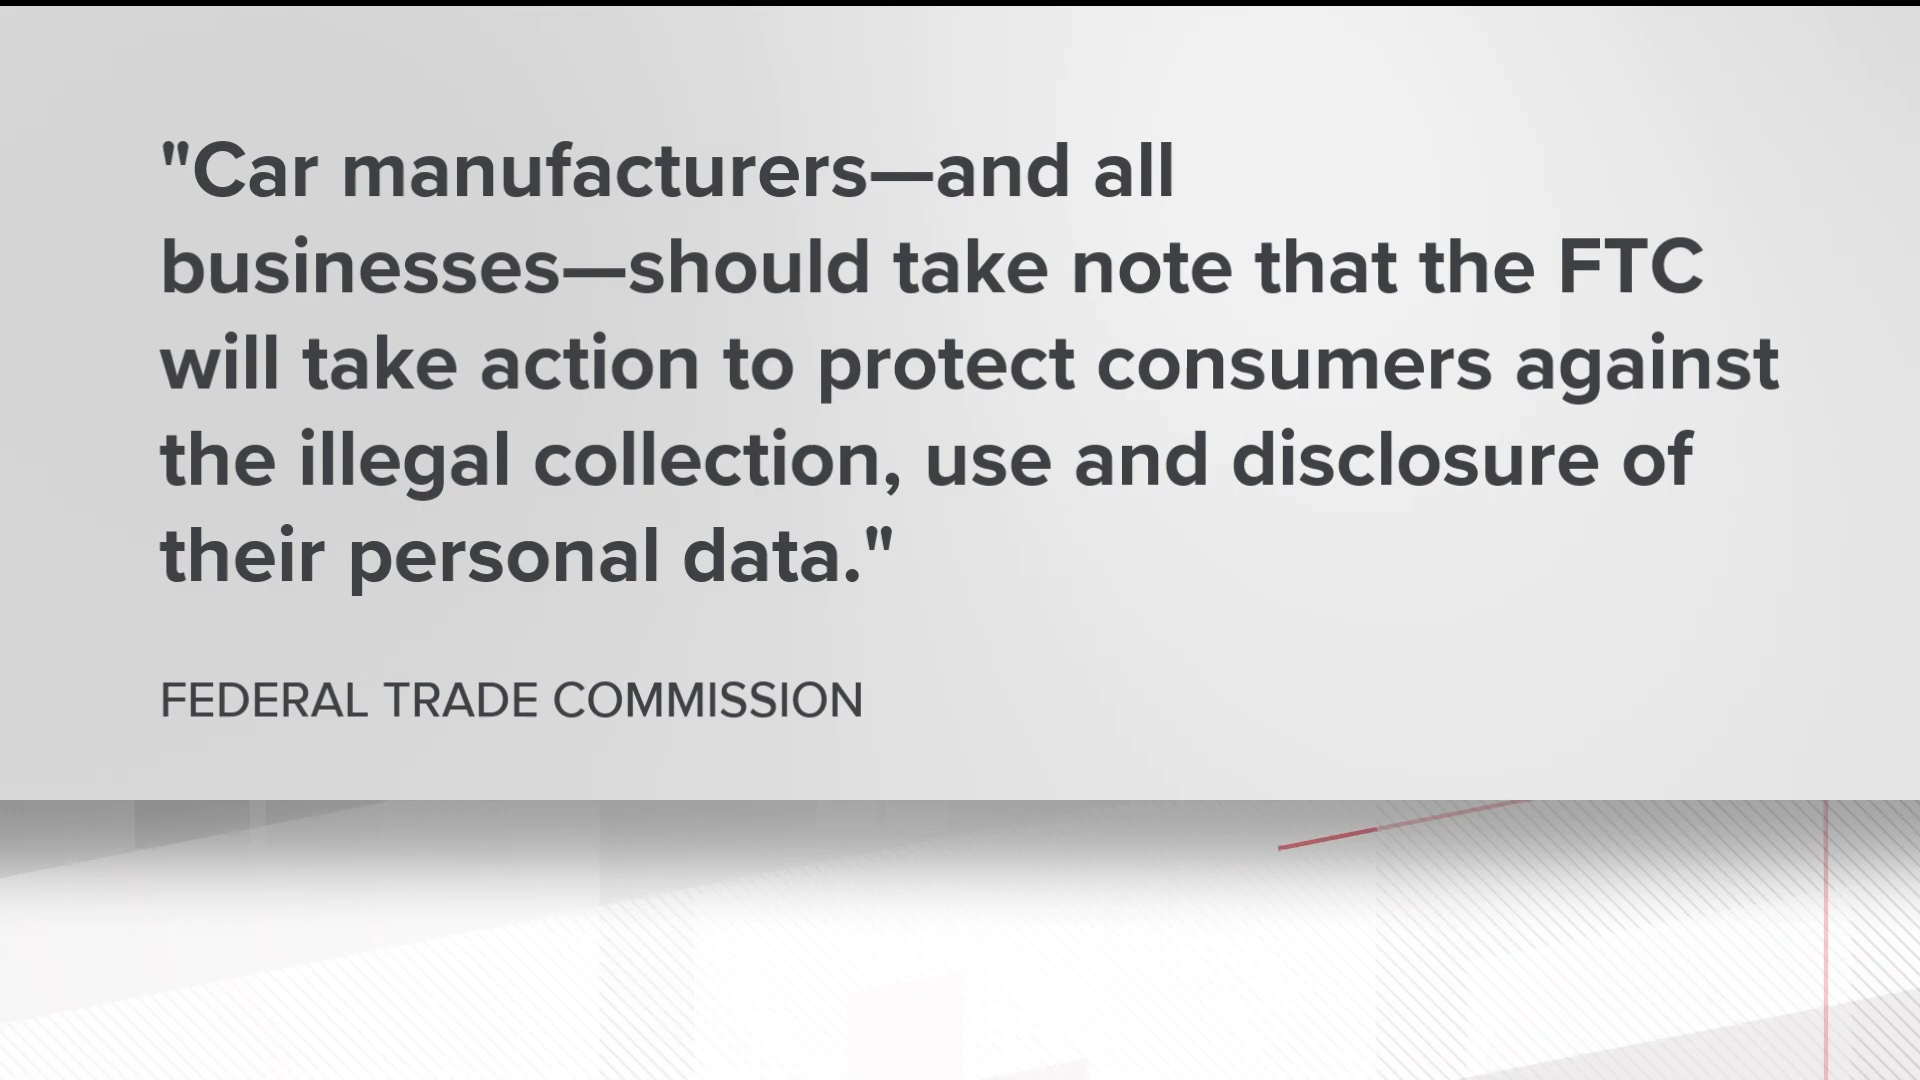 "Car manufacturers—and all
businesses—should take note that the FTC
will take action to protect consumers against
the illegal collection, use and disclosure of
their personal data."
FEDERAL TRADE COMMISSION